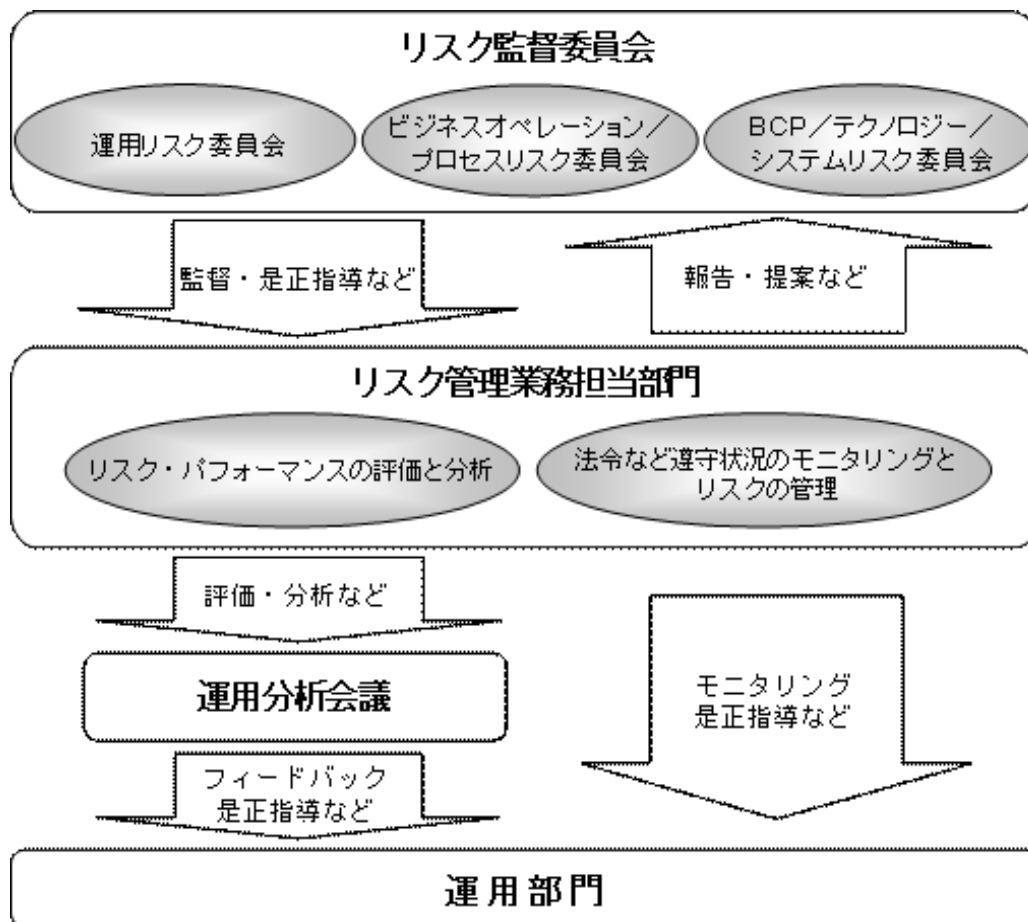 リスク監督委員会
運用リスク委員会
ビジネスオペレーション／
プロセスリスク委員会
BCP／テクノロジー／
システムリスク委員会
監督・是正指導など
報告・提案など
リスク管理業務担当部門
リスク・パフォーマンスの評価と分析
法令など遵守状況のモニタリングと
リスクの管理
評価・分析など
運用分析会議
モニタリング
是正指導など
フィードバック
是正指導など
運用部門